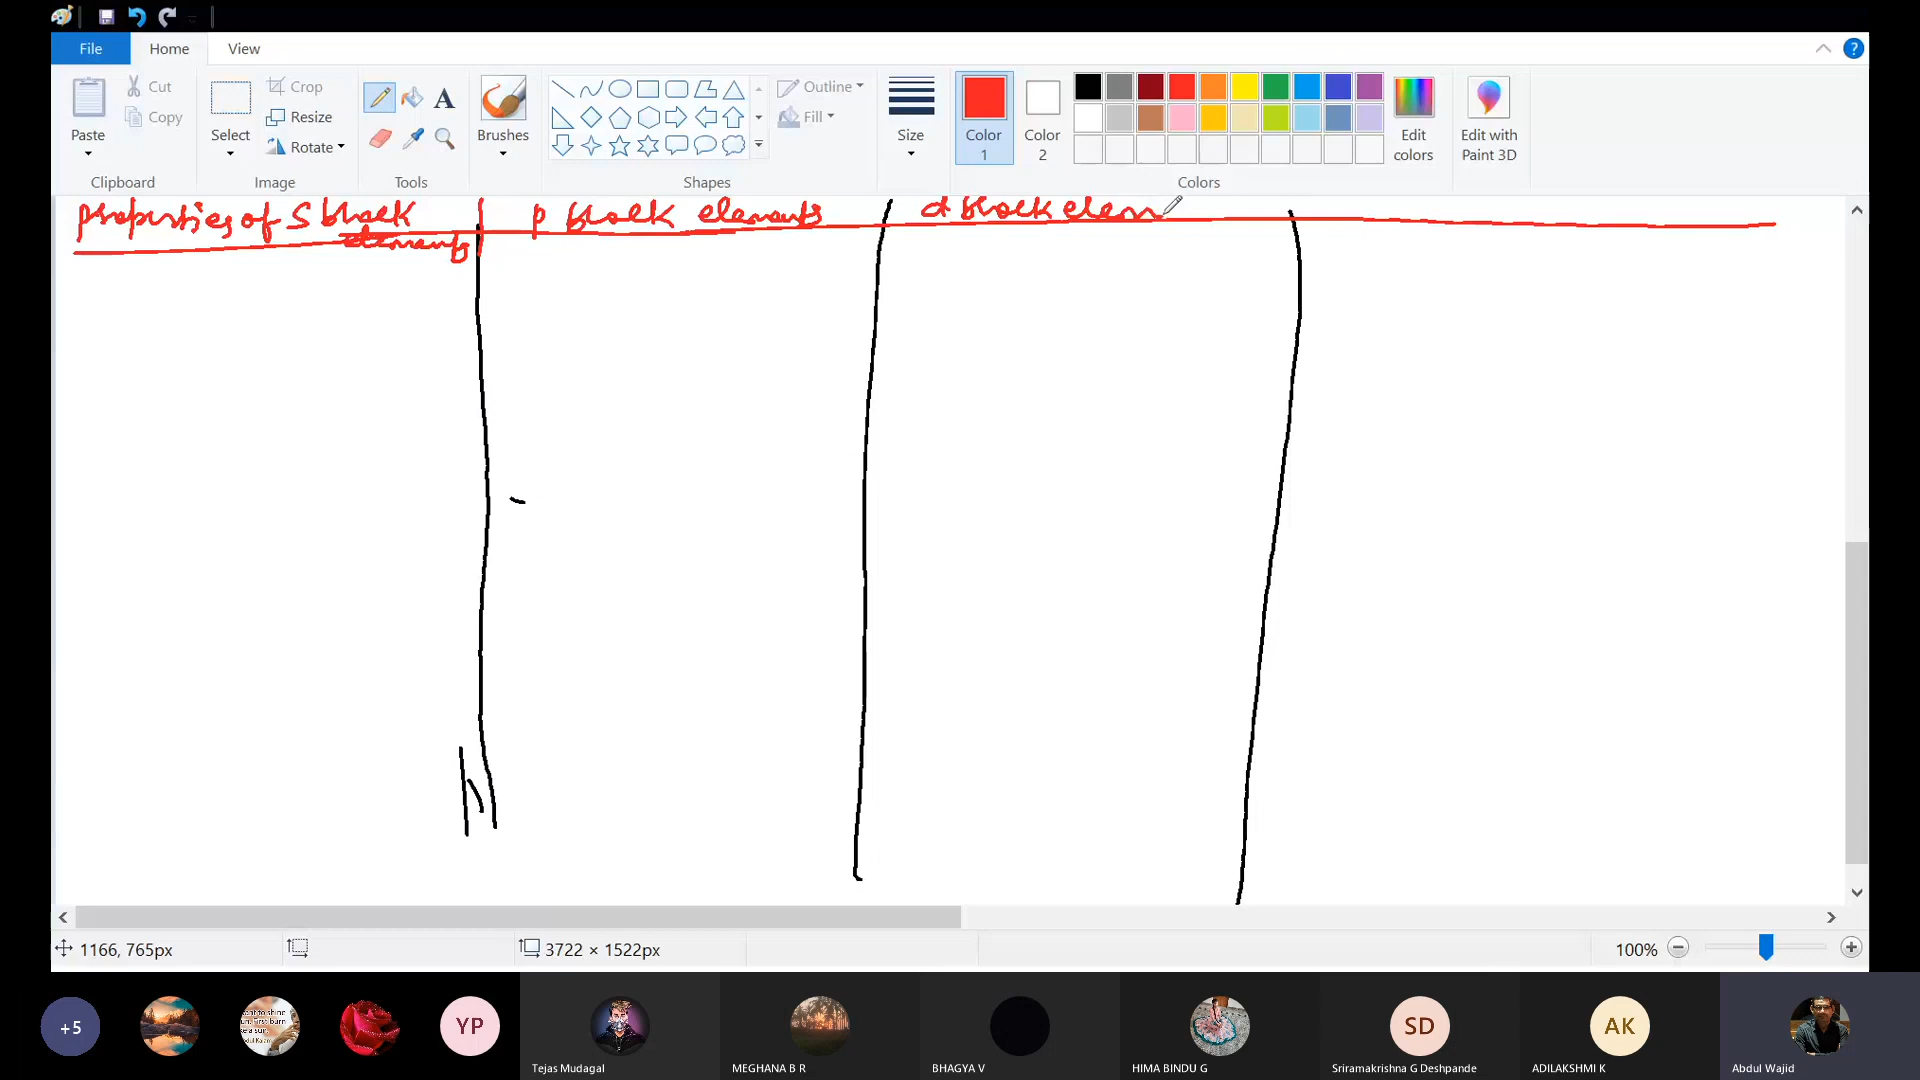 File Home View
Cut
Copy
Paste
Clipboard
Select
Crop
Resize
Rotate
Image
A
Tools
Brushes
Outline
Fill
Shapes
Size
Color 1
Color 2
Edit colors
Edit with Paint 3D
Colors
?
properties of S block
elements
p block elements
d block elem
1166, 765px
3722 × 1522px
100%
+5
YP
SD
AK
Tejas Mudagal
MEGHANA B R
BHAGYA V
HIMA BINDU G
Sriramakrishna G Deshpande
ADILAKSHMI K
Abdul Wajid